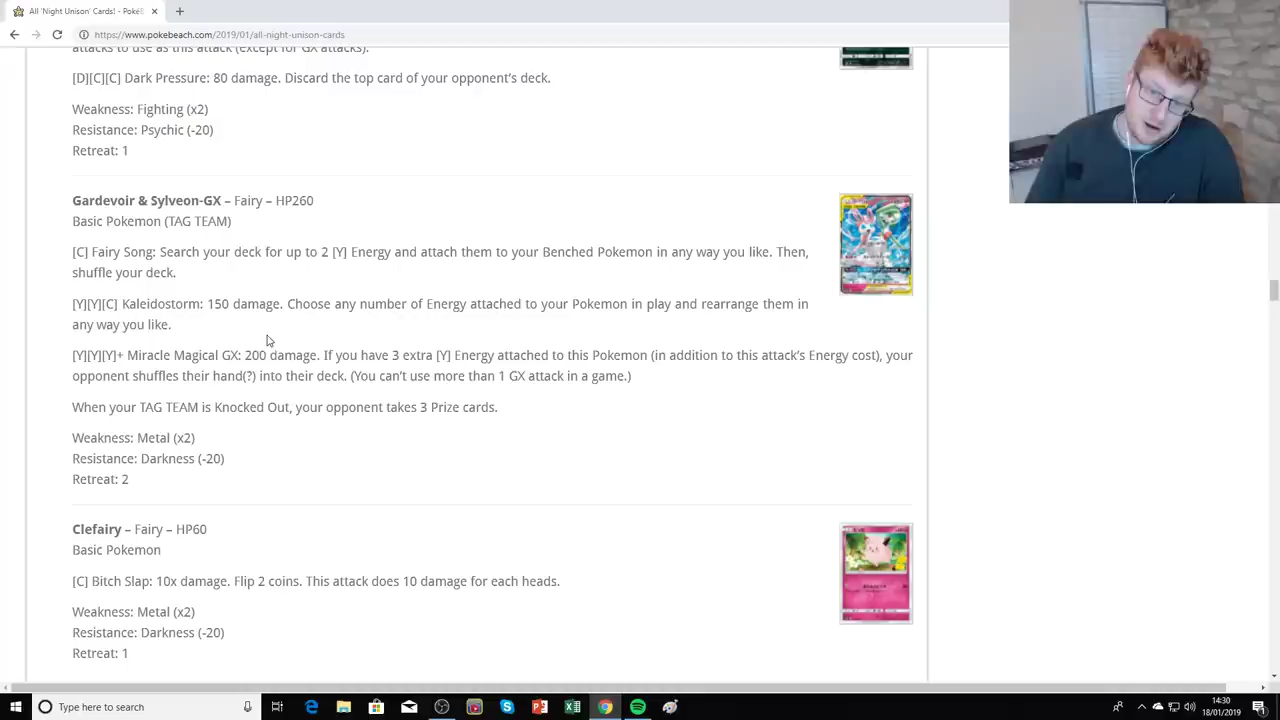 All 'Night Unison' Cards! - PokéB
https://www.pokebeach.com/2019/01/all-night-unison-cards
attacks to use as this attack (except for GX attacks).
[D][C][C] Dark Pressure: 80 damage. Discard the top card of your opponent's deck.
Weakness: Fighting (x2)
Resistance: Psychic (-20)
Retreat: 1
Gardevoir & Sylveon-GX – Fairy – HP260
Basic Pokemon (TAG TEAM)
[C] Fairy Song: Search your deck for up to 2 [Y] Energy and attach them to your Benched Pokemon in any way you like. Then,
shuffle your deck.
[Y][Y][C] Kaleidostorm: 150 damage. Choose any number of Energy attached to your Pokemon in play and rearrange them in
any way you like.
[Y][Y][Y]+ Miracle Magical GX: 200 damage. If you have 3 extra [Y] Energy attached to this Pokemon (in addition to this attack's Energy cost), your
opponent shuffles their hand(?) into their deck. (You can't use more than 1 GX attack in a game.)
When your TAG TEAM is Knocked Out, your opponent takes 3 Prize cards.
Weakness: Metal (x2)
Resistance: Darkness (-20)
Retreat: 2
Clefairy – Fairy – HP60
Basic Pokemon
[C] Bitch Slap: 10x damage. Flip 2 coins. This attack does 10 damage for each heads.
Weakness: Metal (x2)
Resistance: Darkness (-20)
Retreat: 1
Type here to search
14:30
18/01/2019